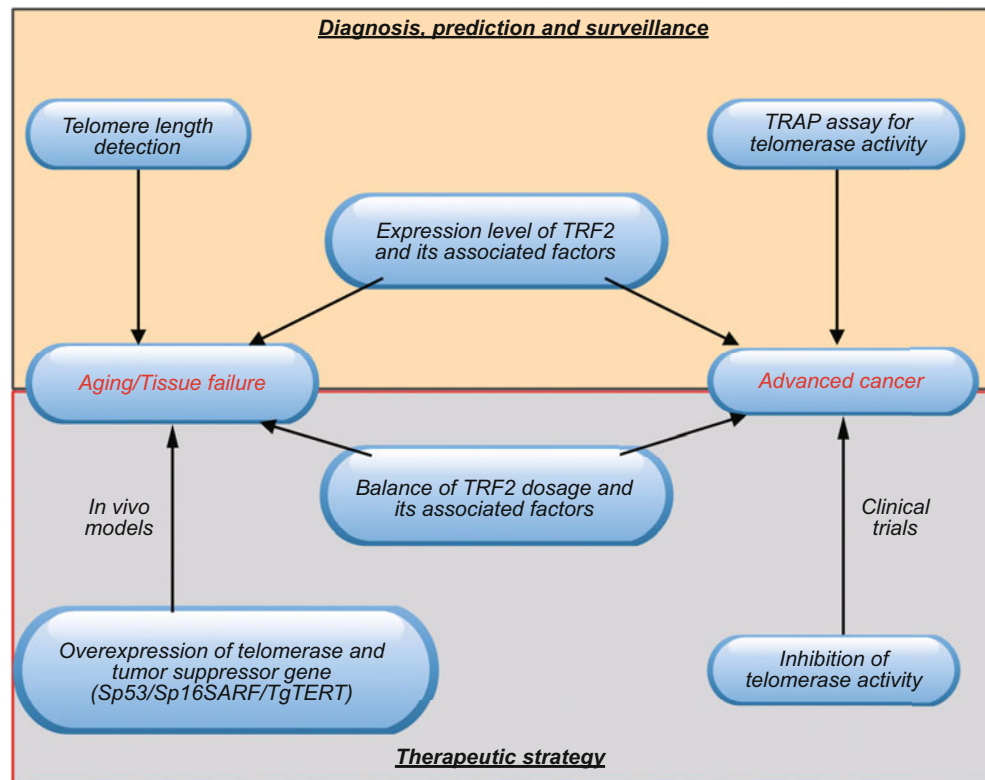 Diagnosis, prediction and surveillance
Telomere length
detection
TRAP assay for
telomerase activity
Expression level of TRF2
and its associated factors
Aging/Tissue failure
Advanced cancer
Balance of TRF2 dosage and
its associated factors
In vivo
models
Clinical
trials
Overexpression of telomerase and
tumor suppressor gene
(Sp53/Sp16SARF/TgTERT)
Inhibition of
telomerase activity
Therapeutic strategy